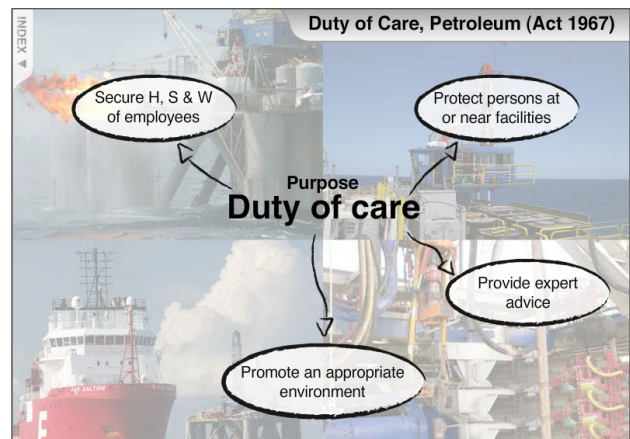 INDEX
Duty of Care, Petroleum (Act 1967)
Secure H, S & W
of employees
Protect persons at
or near facilities
Purpose
Duty of care
Provide expert
advice
Promote an appropriate
environment